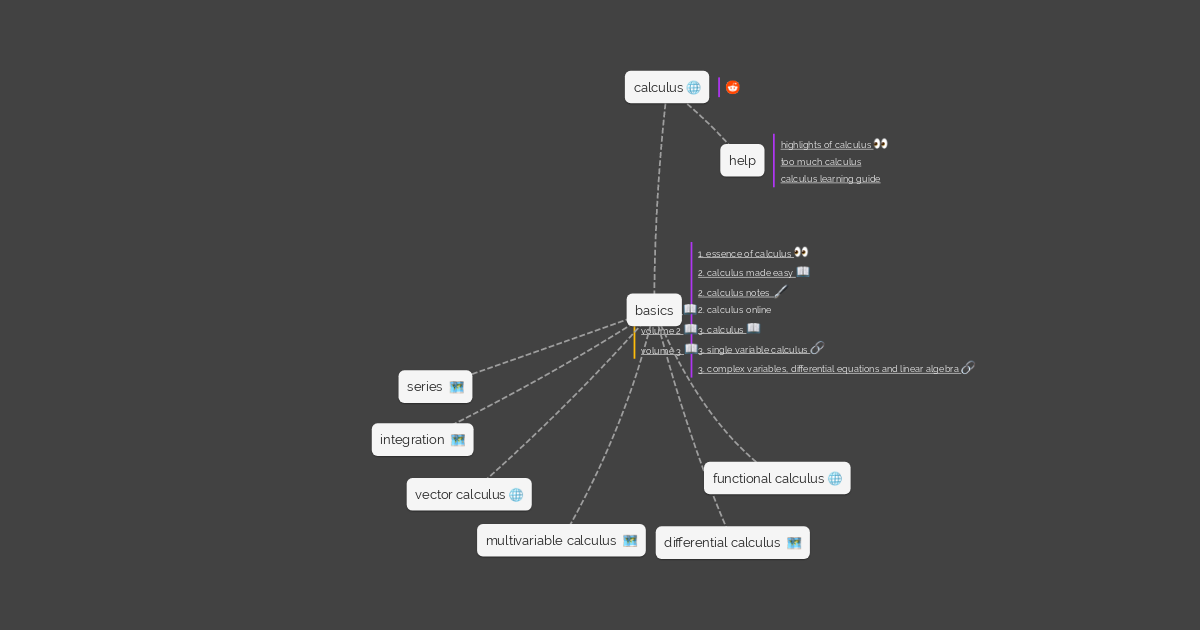 calculus
help
highlights of calculus
too much calculus
calculus learning guide
1. essence of calculus
2. calculus made easy
2. calculus notes
basics
2. calculus online
volume 2
3. calculus
volume 3
3. single variable calculus
3. complex variables, differential equations and linear algebra
series
integration
vector calculus
functional calculus
multivariable calculus
differential calculus